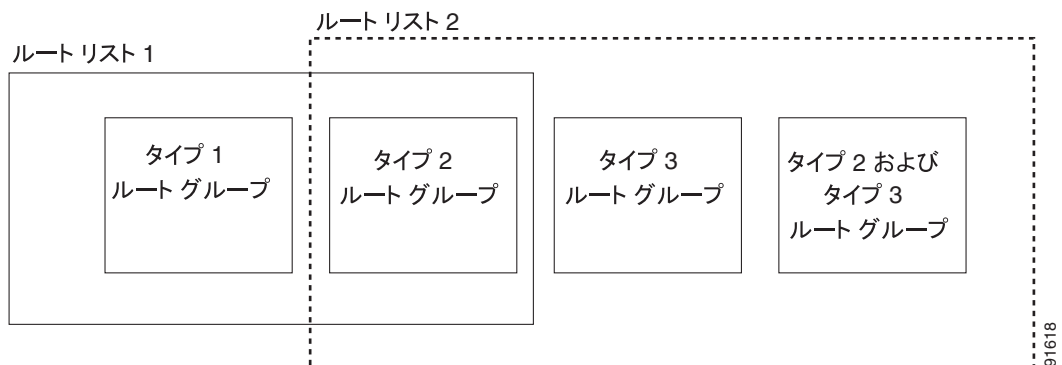 ルート リスト 2
ルート リスト 1
タイプ 1
ルート グループ
タイプ 2
ルート グループ
タイプ 3
ルート グループ
タイプ 2 および
タイプ 3
ルート グループ
91618